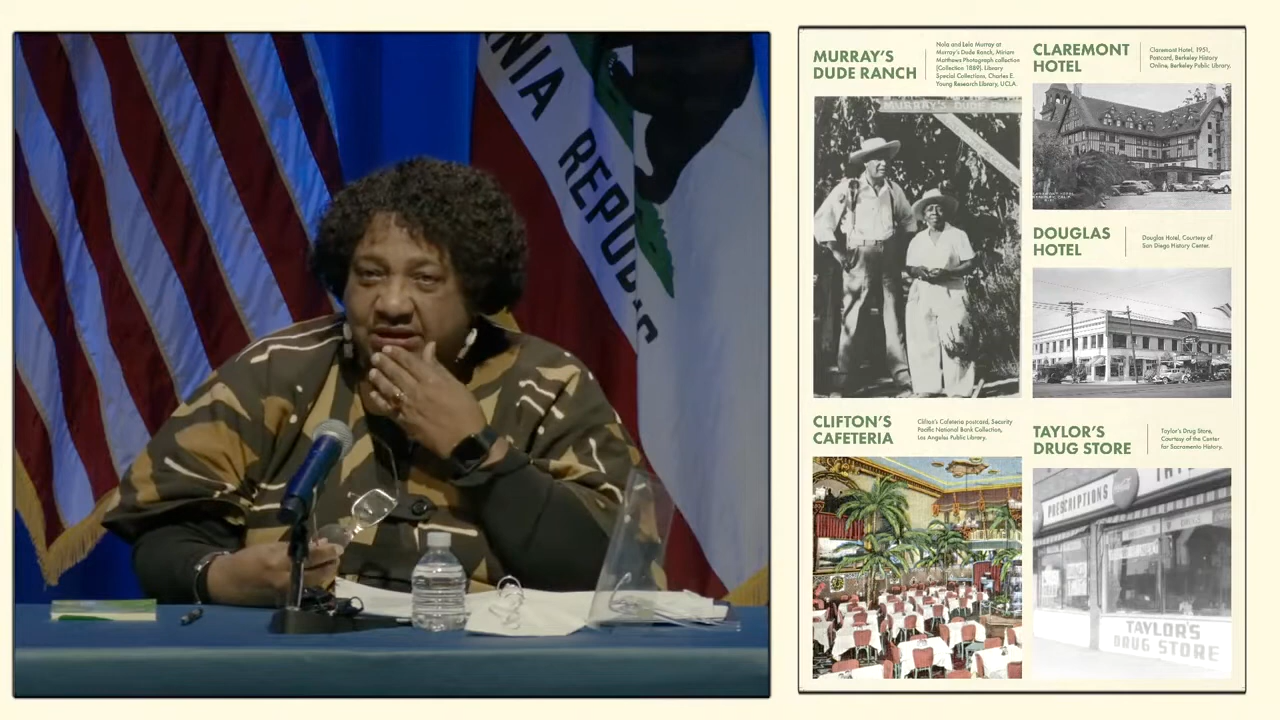 NIA REPUBLIC
MURRAY'S
DUDE RANCH
Nola and Lela Murray at
Murray's Dude Ranch, Miriam
Matthews Photograph collection
(Collection 1889). Library
Special Collections, Charles E.
Young Research Library, UCLA.
MURRAY'S DUDE
CLAREMONT
HOTEL
Claremont Hotel, 1951,
Postcard, Berkeley History
Online, Berkeley Public Library.
DOUGLAS
HOTEL
Douglas Hotel, Courtesy of
San Diego History Center.
CLIFTON'S
CAFETERIA
Clifton's Cafeteria postcard, Security
Pacific National Bank Collection,
Los Angeles Public Library.
TAYLOR'S
DRUG STORE
Taylor's Drug Store,
Courtesy of the Center
for Sacramento History.
PRESCRIPTIONS
TAYLOR'S
DRUG STORE